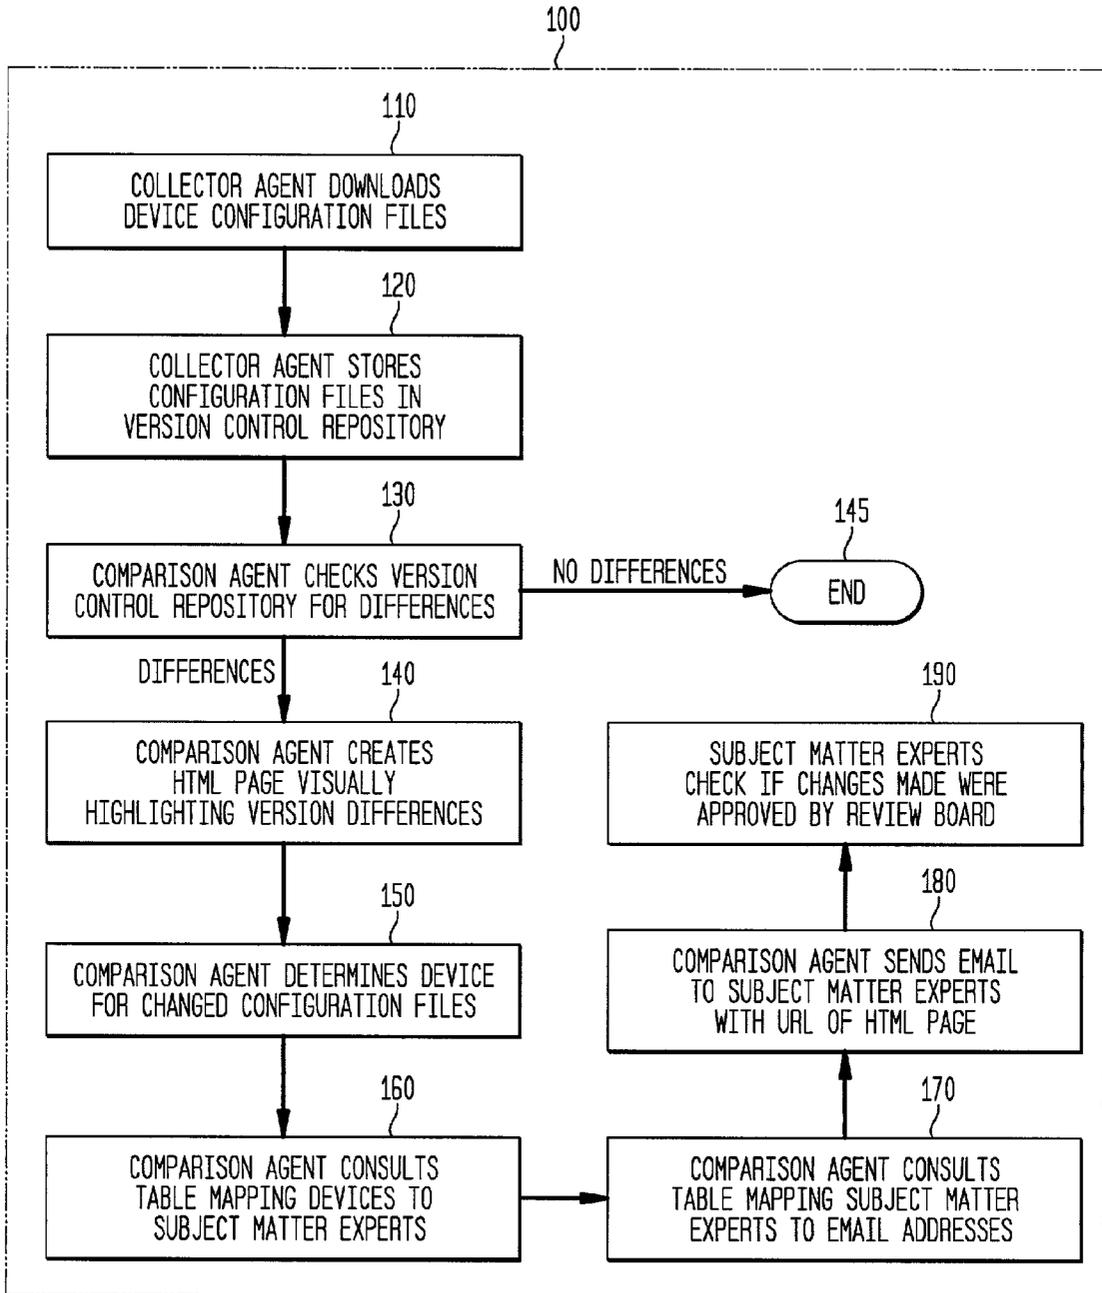 100
110
COLLECTOR AGENT DOWNLOADS
DEVICE CONFIGURATION FILES
120
COLLECTOR AGENT STORES
CONFIGURATION FILES IN
VERSION CONTROL REPOSITORY
130
COMPARISON AGENT CHECKS VERSION
CONTROL REPOSITORY FOR DIFFERENCES
NO DIFFERENCES
145
END
DIFFERENCES
140
COMPARISON AGENT CREATES
HTML PAGE VISUALLY
HIGHLIGHTING VERSION DIFFERENCES
150
COMPARISON AGENT DETERMINES DEVICE
FOR CHANGED CONFIGURATION FILES
160
COMPARISON AGENT CONSULTS
TABLE MAPPING DEVICES TO
SUBJECT MATTER EXPERTS
170
COMPARISON AGENT CONSULTS
TABLE MAPPING SUBJECT MATTER
EXPERTS TO EMAIL ADDRESSES
180
COMPARISON AGENT SENDS EMAIL
TO SUBJECT MATTER EXPERTS
WITH URL OF HTML PAGE
190
SUBJECT MATTER EXPERTS
CHECK IF CHANGES MADE WERE
APPROVED BY REVIEW BOARD